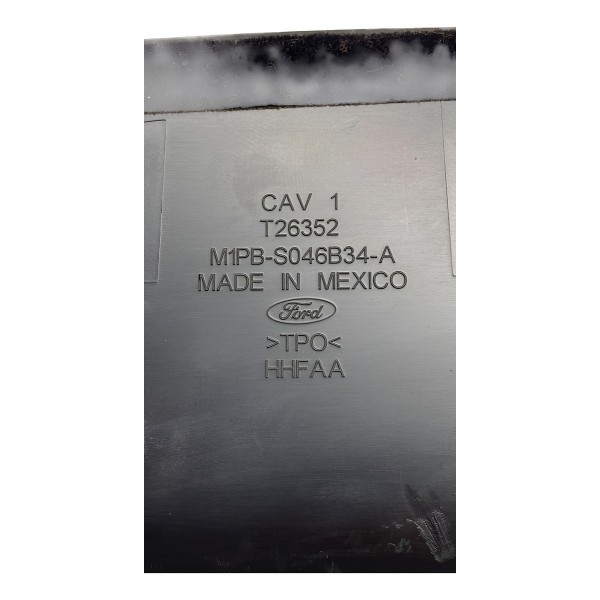 CAV 1
T26352
M1PB-S046B34-A
MADE IN MEXICO
Ford
>TPO<
HHFAA